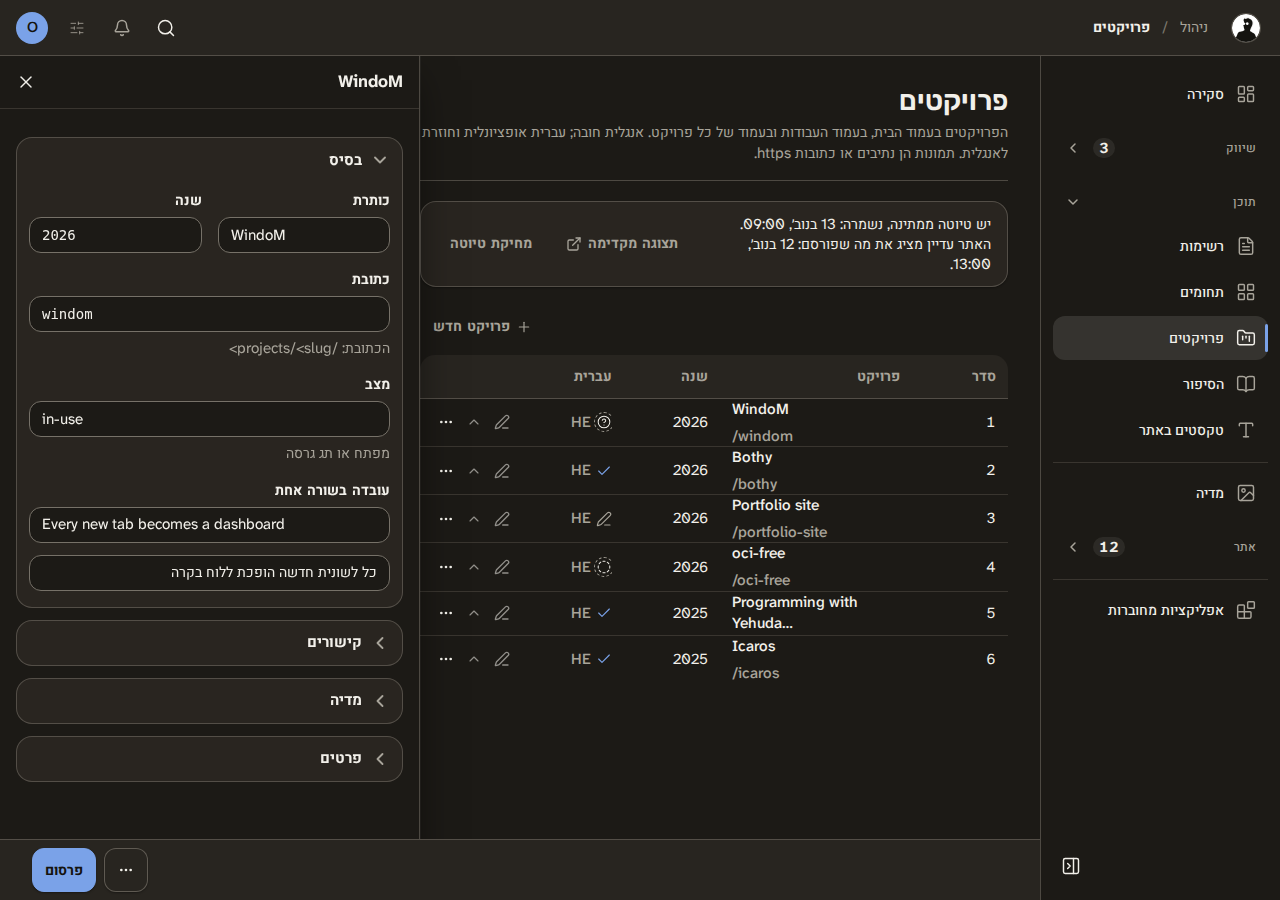 ניהול / פרויקטים
O
סקירה
שיווק 3
תוכן
רשימות
תחומים
פרויקטים
הסיפור
טקסטים באתר
מדיה
אתר 12
אפליקציות מחוברות
פרויקטים
הפרויקטים בעמוד הבית, בעמוד העבודות ובעמוד של כל פרויקט. אנגלית חובה; עברית אופציונלית וחוזרת
לאנגלית. תמונות הן נתיבים או כתובות https.
יש טיוטה ממתינה, נשמרה: 13 בנוב׳, 09:00.
האתר עדיין מציג את מה שפורסם: 12 בנוב׳,
13:00.
תצוגה מקדימה
מחיקת טיוטה
פרויקט חדש
סדר פרויקט שנה עברית
1 WindoM 2026 HE
/windom
2 Bothy 2026 HE
/bothy
3 Portfolio site 2026 HE
/portfolio-site
4 oci-free 2026 HE
/oci-free
5 Programming with 2025 HE
Yehuda...
6 Icaros 2025 HE
/icaros
WindoM
בסיס
כותרת שנה
WindoM 2026
כתובת
windom
הכתובת: /projects/<slug>
מצב
in-use
מפתח או תג גרסה
עובדה בשורה אחת
Every new tab becomes a dashboard
כל לשונית חדשה הופכת ללוח בקרה
קישורים
מדיה
פרטים
פרסום